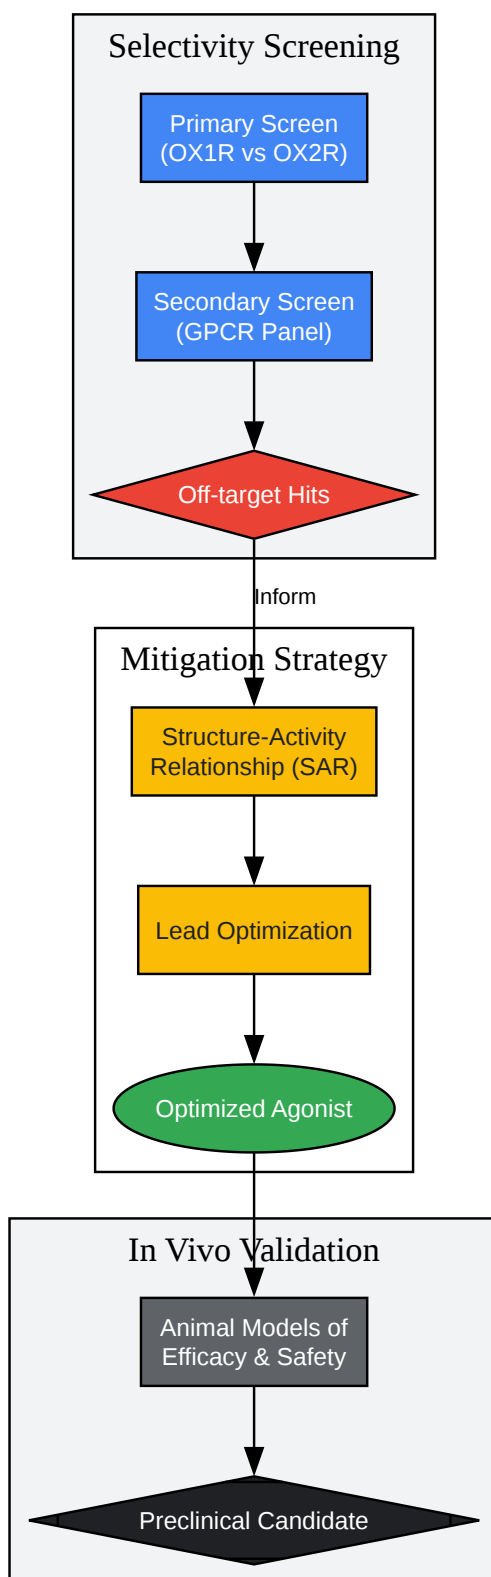 Selectivity Screening
Primary Screen
(OX1R vs OX2R)
Secondary Screen
(GPCR Panel)
Off-target Hits
Inform
Mitigation Strategy
Structure-Activity
Relationship (SAR)
Lead Optimization
Optimized Agonist
In Vivo Validation
Animal Models of
Efficacy & Safety
Preclinical Candidate